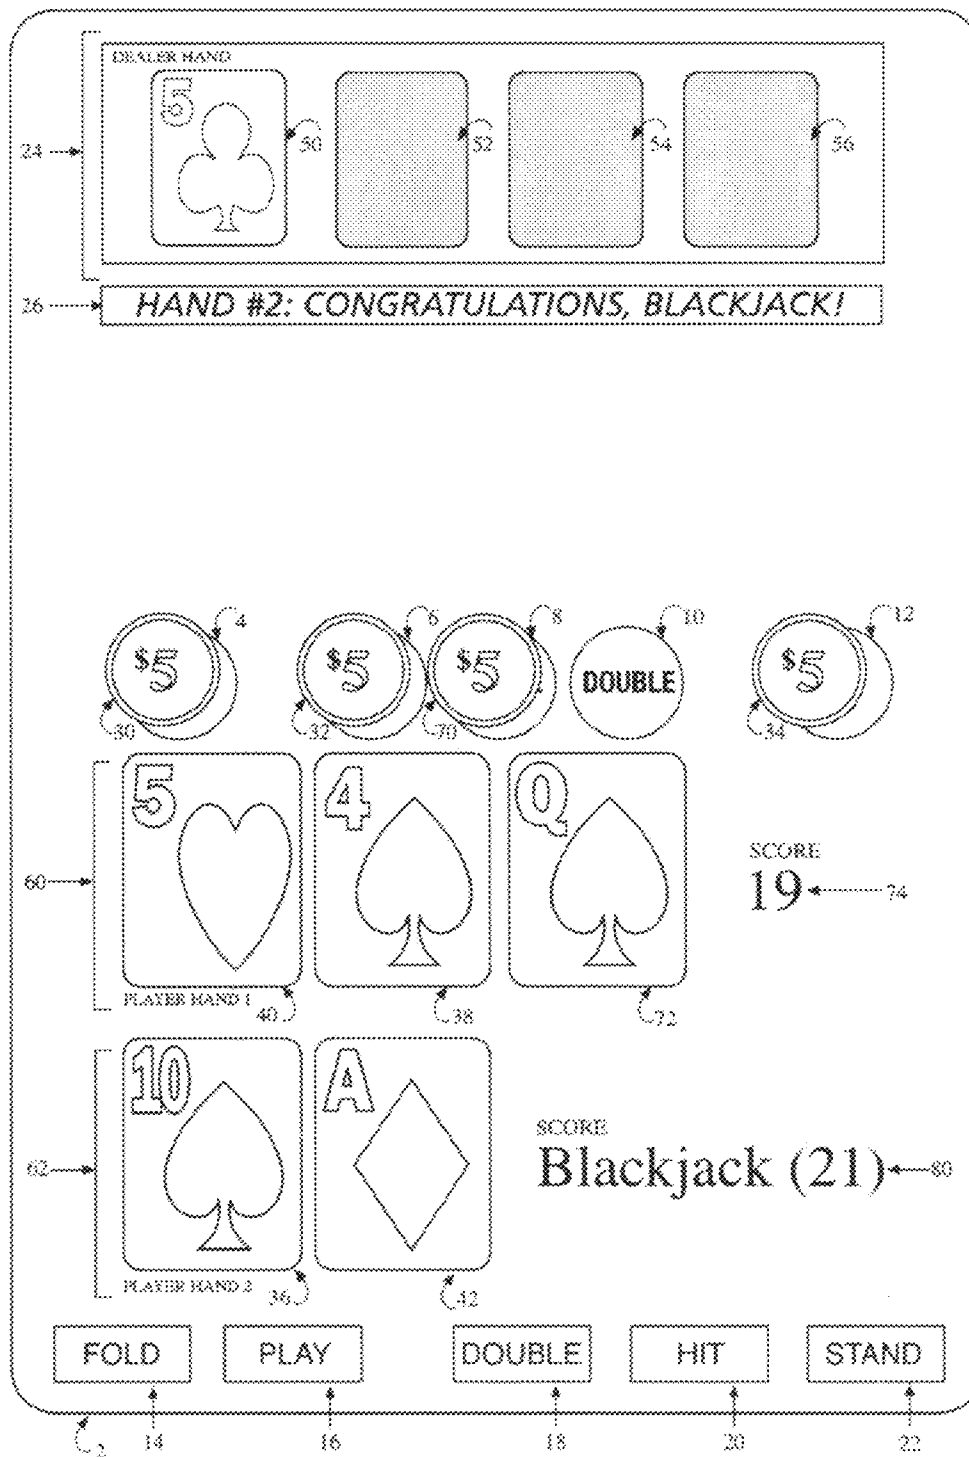 DEALER HAND
5
24
50
52
54
56
26
HAND #2: CONGRATULATIONS, BLACKJACK!
4
6
8
10
12
$5
$5
$5
DOUBLE
$5
30
32
70
34
5
4
Q
SCORE
60
19
74
PLAYER HAND 1
40
38
72
10
A
SCORE
62
Blackjack (21)
80
PLAYER HAND 2
36
42
FOLD
PLAY
DOUBLE
HIT
STAND
2
14
16
18
20
22